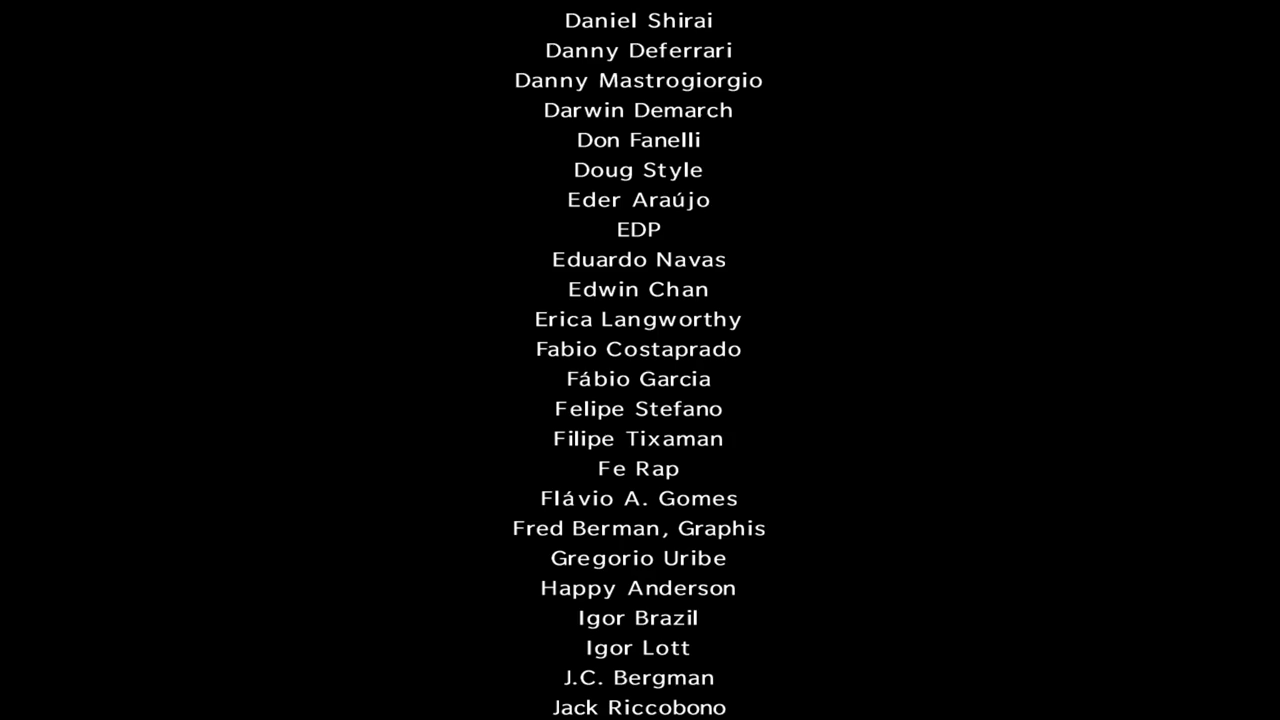 Daniel Shirai
Danny Deferrari
Danny Mastrogiorgio
Darwin Demarch
Don Fanelli
Doug Style
Eder Araújo
EDP
Eduardo Navas
Edwin Chan
Erica Langworthy
Fabio Costaprado
Fábio Garcia
Felipe Stefano
Filipe Tixaman
Fe Rap
Flávio A. Gomes
Fred Berman, Graphis
Gregorio Uribe
Happy Anderson
Igor Brazil
Igor Lott
J.C. Bergman
Jack Riccobono